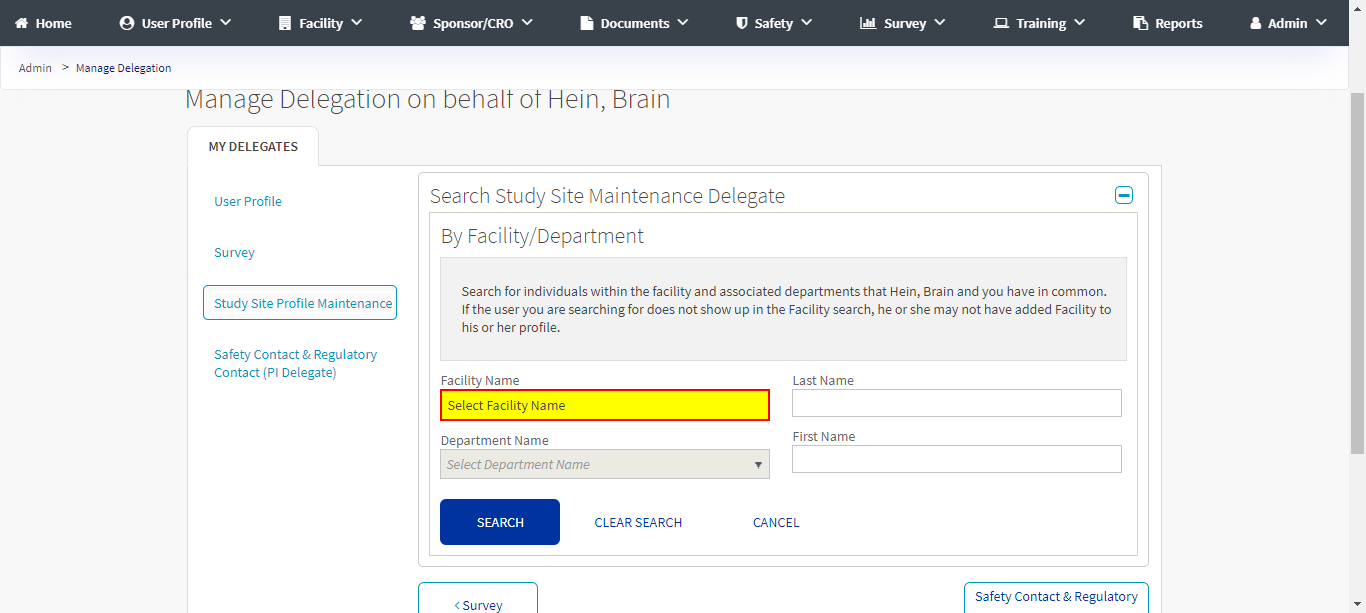 Home
User Profile
Facility
Sponsor/CRO
Documents
Safety
Survey
Training
Reports
Admin
Admin > Manage Delegation
Manage Delegation on behalf of Hein, Brain
MY DELEGATES
User Profile
Survey
Study Site Profile Maintenance
Safety Contact & Regulatory
Contact (PI Delegate)
Search Study Site Maintenance Delegate
By Facility/Department
Search for individuals within the facility and associated departments that Hein, Brain and you have in common.
If the user you are searching for does not show up in the Facility search, he or she may not have added Facility to
his or her profile.
Facility Name
Select Facility Name
Last Name
Department Name
Select Department Name
First Name
SEARCH
CLEAR SEARCH
CANCEL
< Survey
Safety Contact & Regulatory